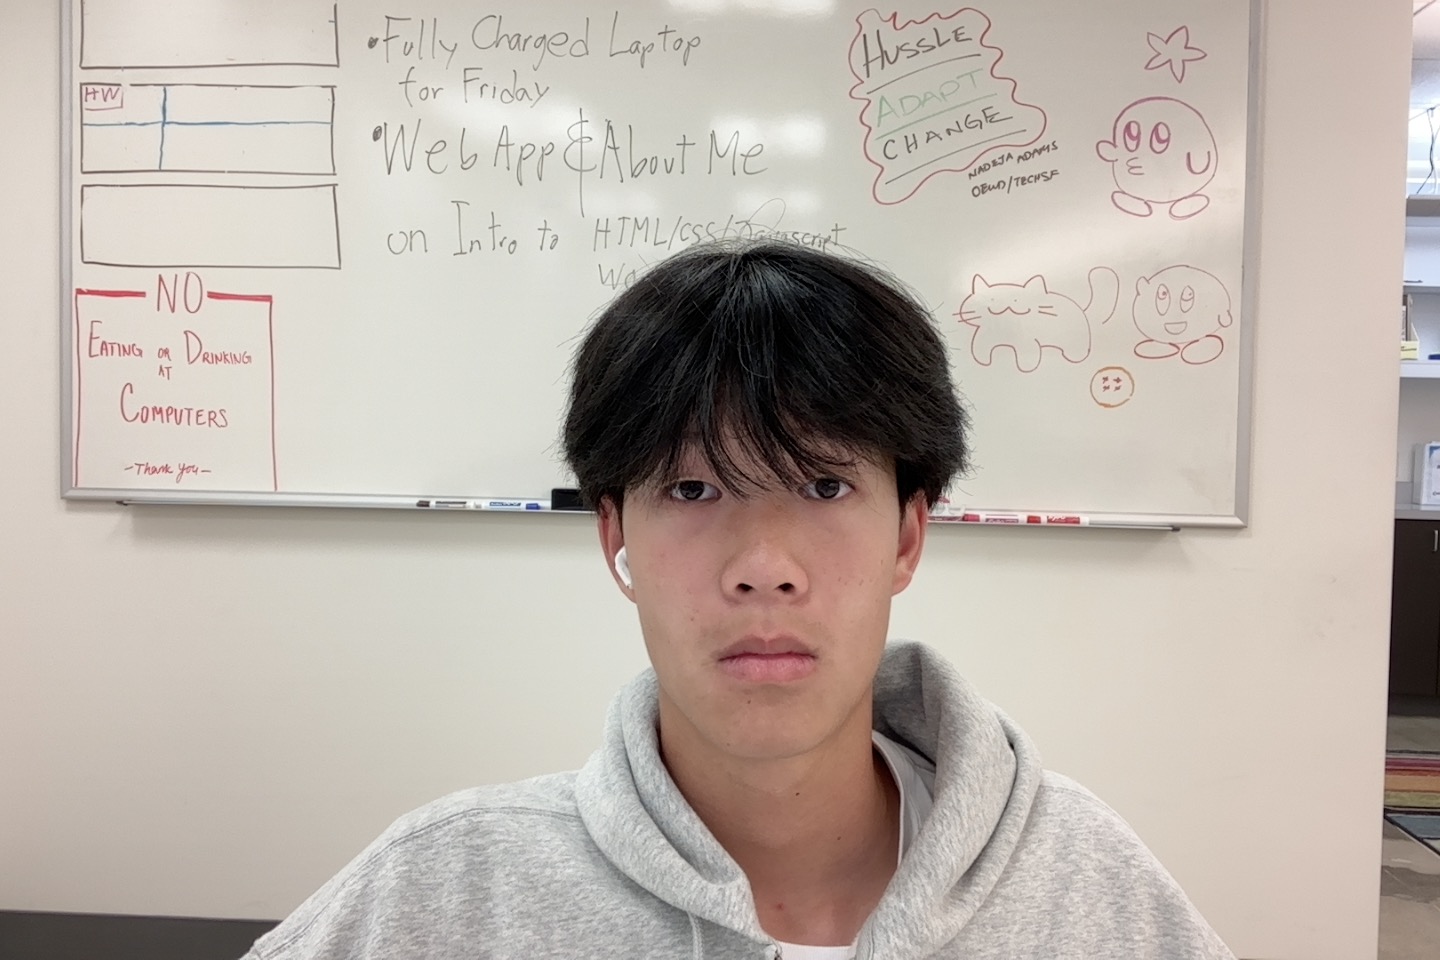 •Fully Charged Laptop
for Friday
•Web App & About Me
on Intro to HTML/CSS/Javascript
HW
NO
EATING OR DRINKING
AT
COMPUTERS
-Thank you-
HUSSLE
ADAPT
CHANGE
NADEJA ADAMS
OEWD/TECHSF